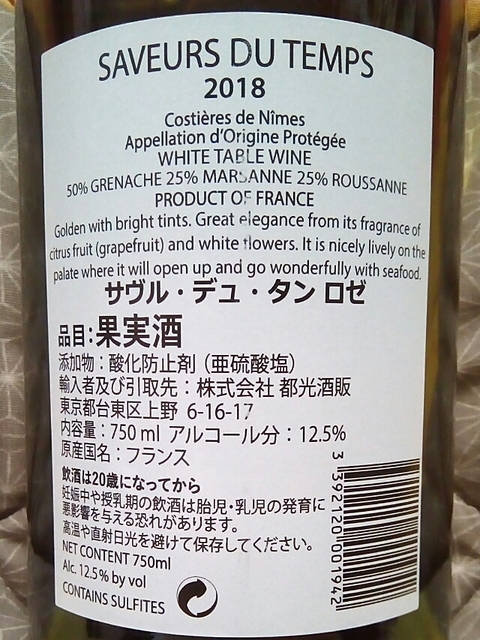 SAVEURS DU TEMPS
2018
Costières de Nîmes
Appellation d'Origine Protégée
WHITE TABLE WINE
50% GRENACHE 25% MARSANNE 25% ROUSSANNE
PRODUCT OF FRANCE
Golden with bright tints. Great elegance from its fragrance of
citrus fruit (grapefruit) and white flowers. It is nicely lively on the
palate where it will open up and go wonderfully with seafood.
サヴル・デュ・タン ロゼ
品目:果実酒
添加物:酸化防止剤(亜硫酸塩)
輸入者及び引取先:株式会社 都光酒販
東京都台東区上野 6-16-17
内容量:750 ml アルコール分:12.5%
原産国名:フランス
飲酒は20歳になってから
妊娠中や授乳期の飲酒は胎児・乳児の発育に
悪影響を与える恐れがあります。
高温や直射日光を避けて保存してください。
NET CONTENT 750ml
Alc. 12.5% by vol
CONTAINS SULFITES
3 392120 001942